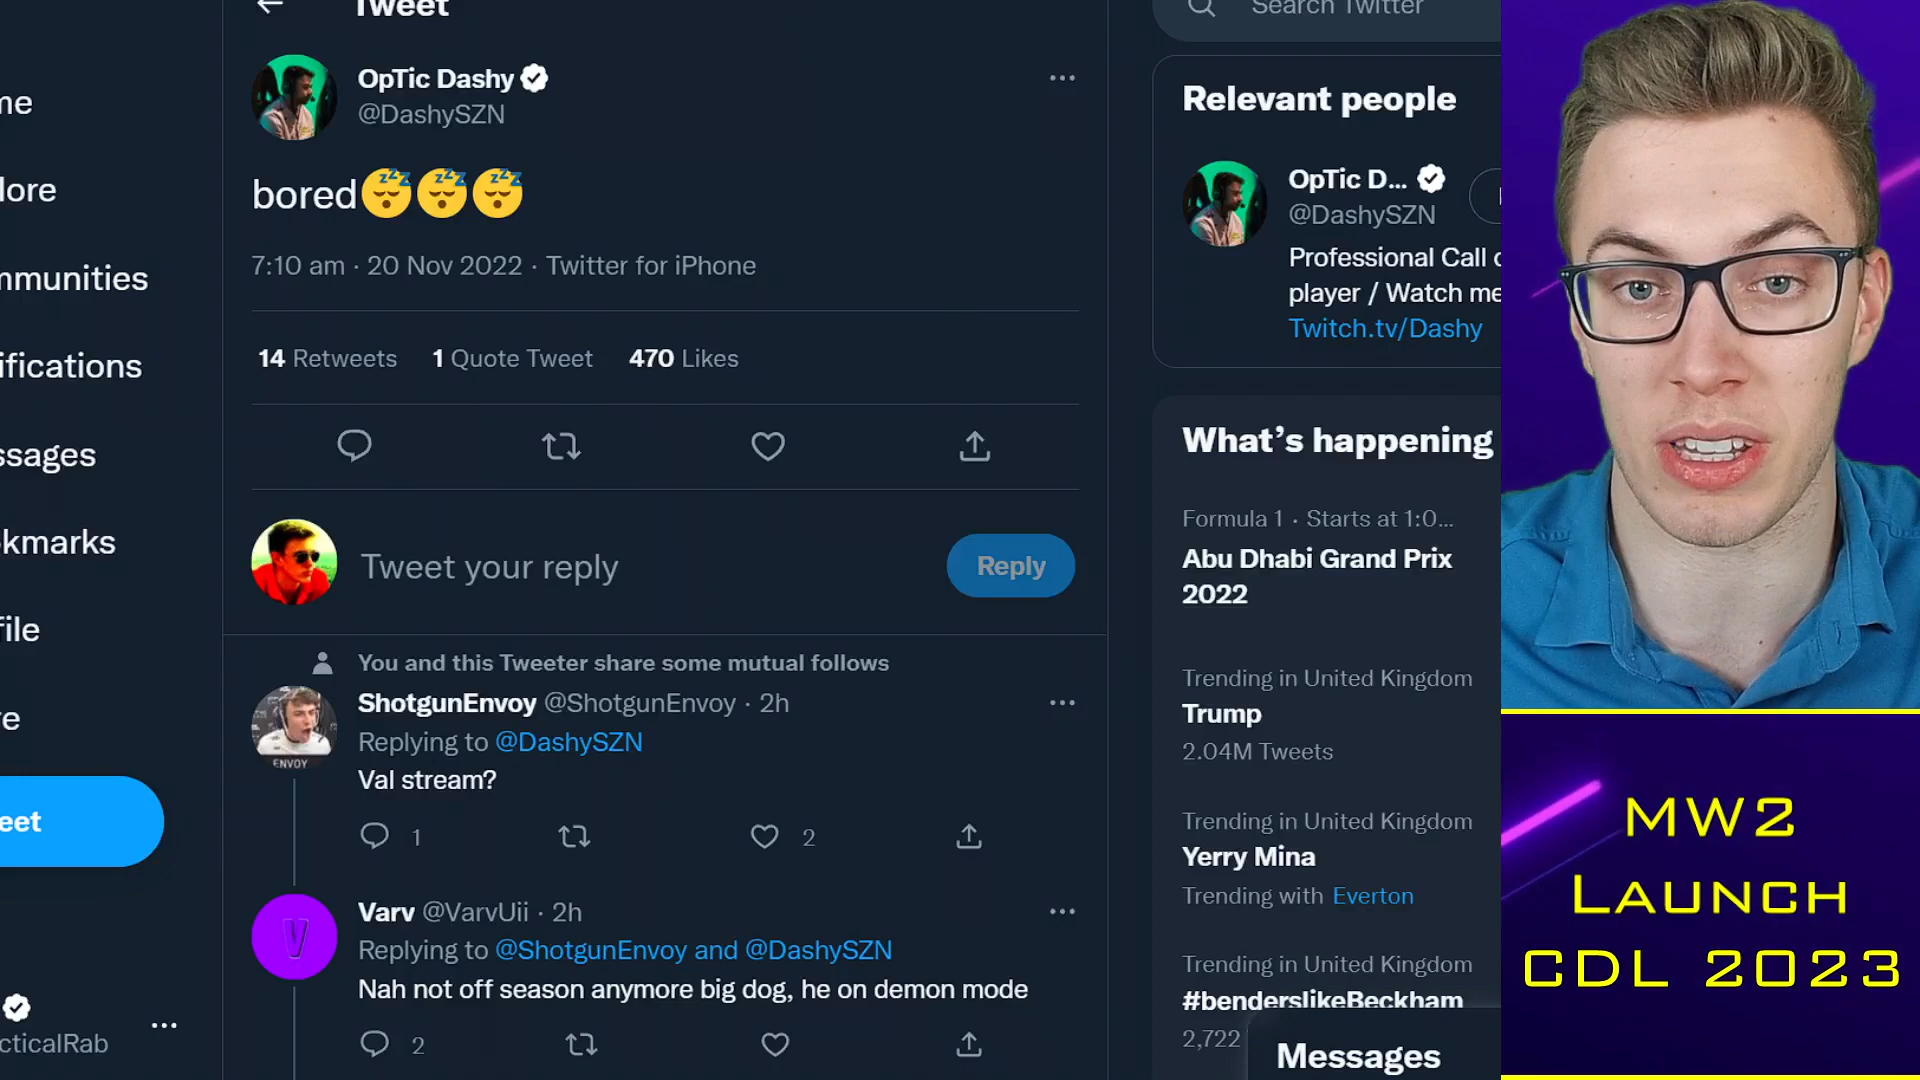 Tweet
Search Twitter
me
OpTic Dashy
@DashySZN
lore
bored
mmunities
7:10 am · 20 Nov 2022 · Twitter for iPhone
ifications
14 Retweets 1 Quote Tweet 470 Likes
ssages
kmarks
Tweet your reply
Reply
file
re
eet
cticalRab
You and this Tweeter share some mutual follows
ShotgunEnvoy @ShotgunEnvoy · 2h
Replying to @DashySZN
Val stream?
ENVOY
1 2
Varv @VarvUii · 2h
Replying to @ShotgunEnvoy and @DashySZN
Nah not off season anymore big dog, he on demon mode
V
2
Relevant people
OpTic D...
@DashySZN
Professional Call
player / Watch me
Twitch.tv/Dashy
What's happening
Formula 1 · Starts at 1:0...
Abu Dhabi Grand Prix
2022
Trending in United Kingdom
Trump
2.04M Tweets
Trending in United Kingdom
Yerry Mina
Trending with Everton
Trending in United Kingdom
#benderslikeBeckham
2,722
Messages
MW2
LAUNCH
CDL 2023